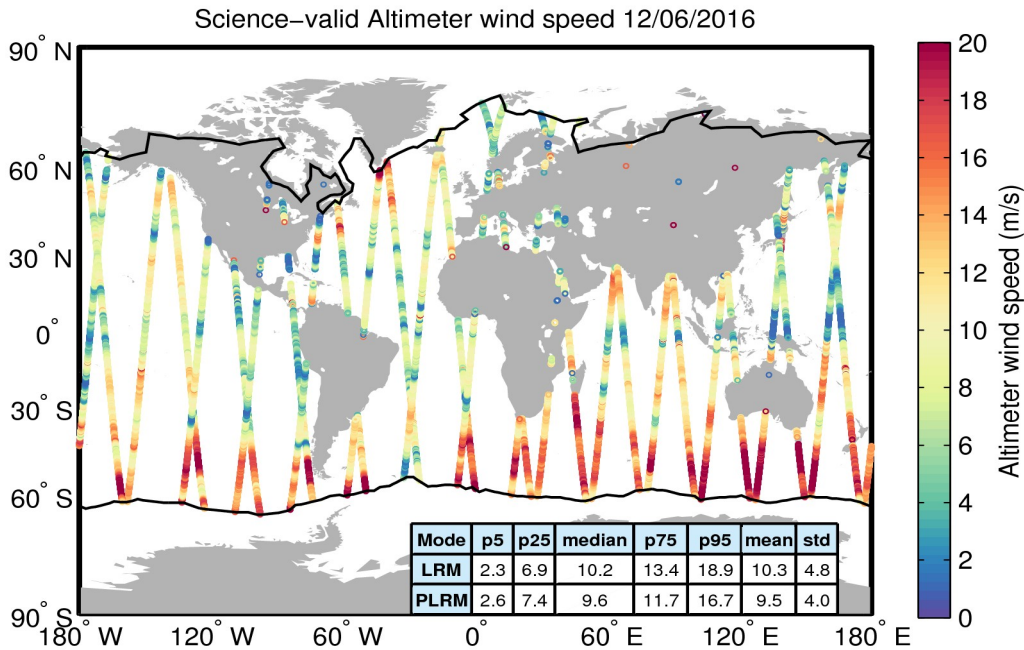 Science−valid Altimeter wind speed 12/06/2016
90° N
60° N
30° N
0°
30° S
60° S
90° S
180° W
120° W
60° W
0°
60° E
120° E
180° E
Mode p5 p25 median p75 p95 mean std
LRM 2.3 6.9 10.2 13.4 18.9 10.3 4.8
PLRM 2.6 7.4 9.6 11.7 16.7 9.5 4.0
20
18
16
14
12
10
8
6
4
2
0
Altimeter wind speed (m/s)